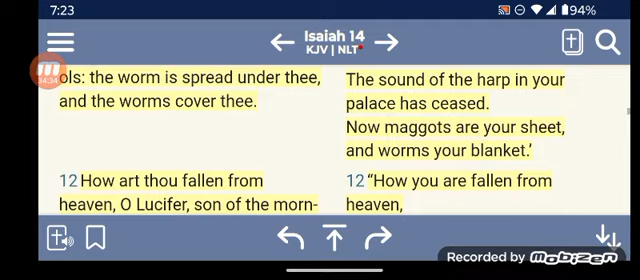 7:23
94%
Isaiah 14
KJV | NLT
14:34
ols: the worm is spread under thee,
and the worms cover thee.
The sound of the harp in your
palace has ceased.
Now maggots are your sheet,
and worms your blanket.’
12 How art thou fallen from
heaven, O Lucifer, son of the morn-
12 “How you are fallen from
heaven,
Recorded by Mobizen